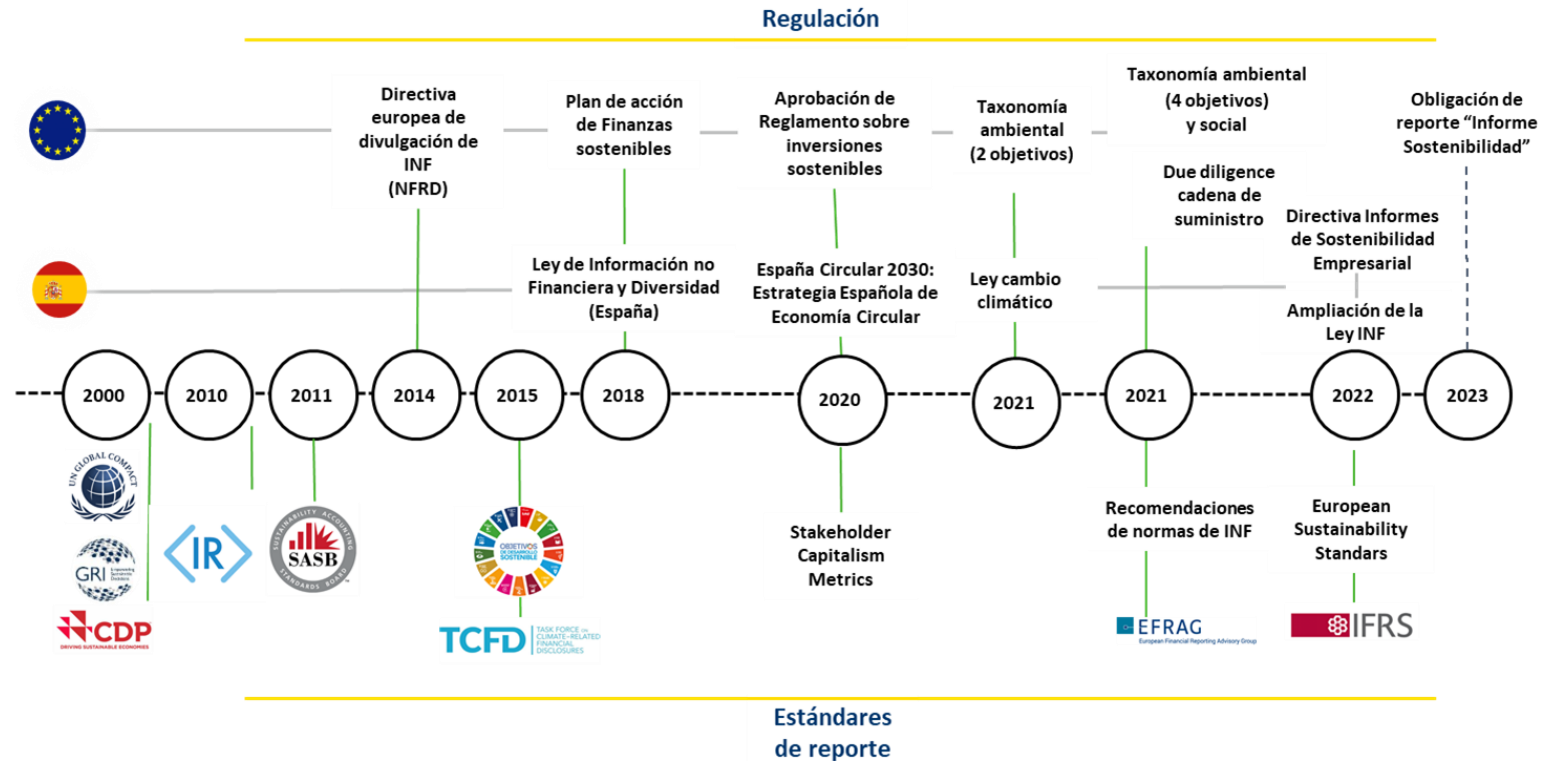 Regulación
Directiva
europea de
divulgación de
INF
(NFRD)
Plan de acción
de Finanzas
sostenibles
Aprobación de
Reglamento sobre
inversiones
sostenibles
Taxonomía
ambiental
(2 objetivos)
Taxonomía ambiental
(4 objetivos)
y social
Due diligence
cadena de
suministro
Obligación de
reporte “Informe
Sostenibilidad”
Ley de Información no
Financiera y Diversidad
(España)
España Circular 2030:
Estrategia Española de
Economía Circular
Ley cambio
climático
Directiva Informes
de Sostenibilidad
Empresarial
Ampliación de la
Ley INF
2000
2010
2011
2014
2015
2018
2020
2021
2021
2022
2023
UN GLOBAL COMPACT
GRI
CDP
DRIVING SUSTAINABLE ECONOMIES
<IR>
SUSTAINABILITY ACCOUNTING
SASB
STANDARDS BOARD
OBJETIVOS
DE DESARROLLO
SOSTENIBLE
TCFD
TASK FORCE ON
CLIMATE-RELATED
FINANCIAL
DISCLOSURES
Stakeholder
Capitalism
Metrics
Recomendaciones
de normas de INF
EFRAG
European Financial Reporting Advisory Group
European
Sustainability
Standars
IFRS
Estándares
de reporte